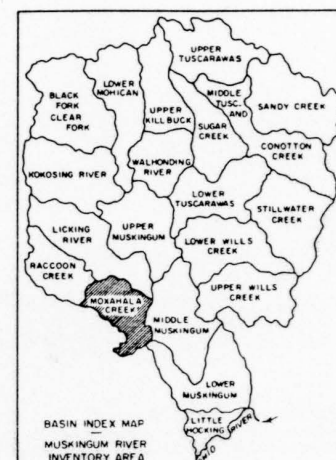 UPPER
TUSCARAWAS
LOWER
MOHICAN
BLACK
FORK
CLEAR
FORK
UPPER
KILLBUCK
MIDDLE
TUSC.
AND
SUGAR
CREEK
SANDY CREEK
CONOTTON
CREEK
KOKOSING RIVER
WALHONDING
RIVER
LOWER
TUSCARAWAS
STILLWATER
CREEK
LICKING
RIVER
UPPER
MUSKINGUM
LOWER WILLS
CREEK
RACCOON
CREEK
MOXAHALA
CREEK
MIDDLE
MUSKINGUM
UPPER WILLS
CREEK
LOWER
MUSKINGUM
LITTLE
HOCKING
OHIO RIVER
BASIN INDEX MAP
MUSKINGUM RIVER
INVENTORY AREA